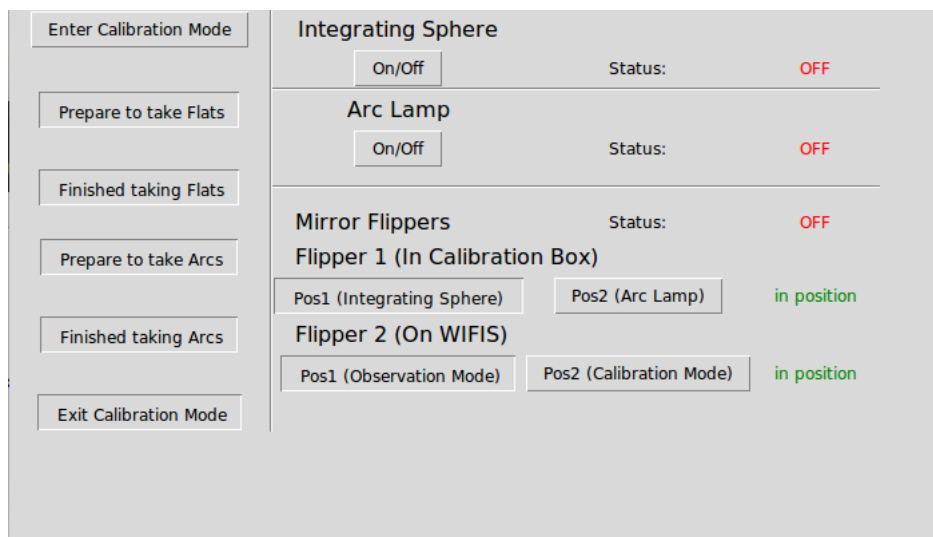 Enter Calibration Mode
Prepare to take Flats
Finished taking Flats
Prepare to take Arcs
Finished taking Arcs
Exit Calibration Mode
Integrating Sphere
On/Off Status: OFF
Arc Lamp
On/Off Status: OFF
Mirror Flippers Status: OFF
Flipper 1 (In Calibration Box)
Pos1 (Integrating Sphere) Pos2 (Arc Lamp) in position
Flipper 2 (On WIFIS)
Pos1 (Observation Mode) Pos2 (Calibration Mode) in position